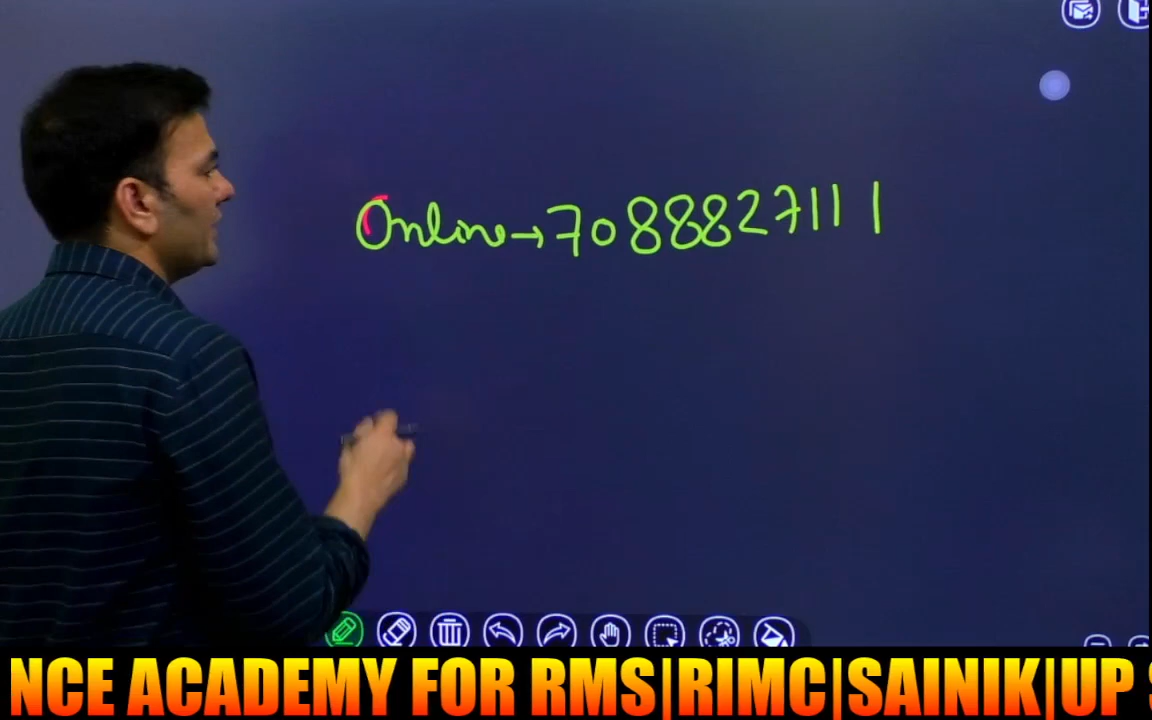 Online→7088827111
NCE ACADEMY FOR RMS|RIMC|SAINIK|UP